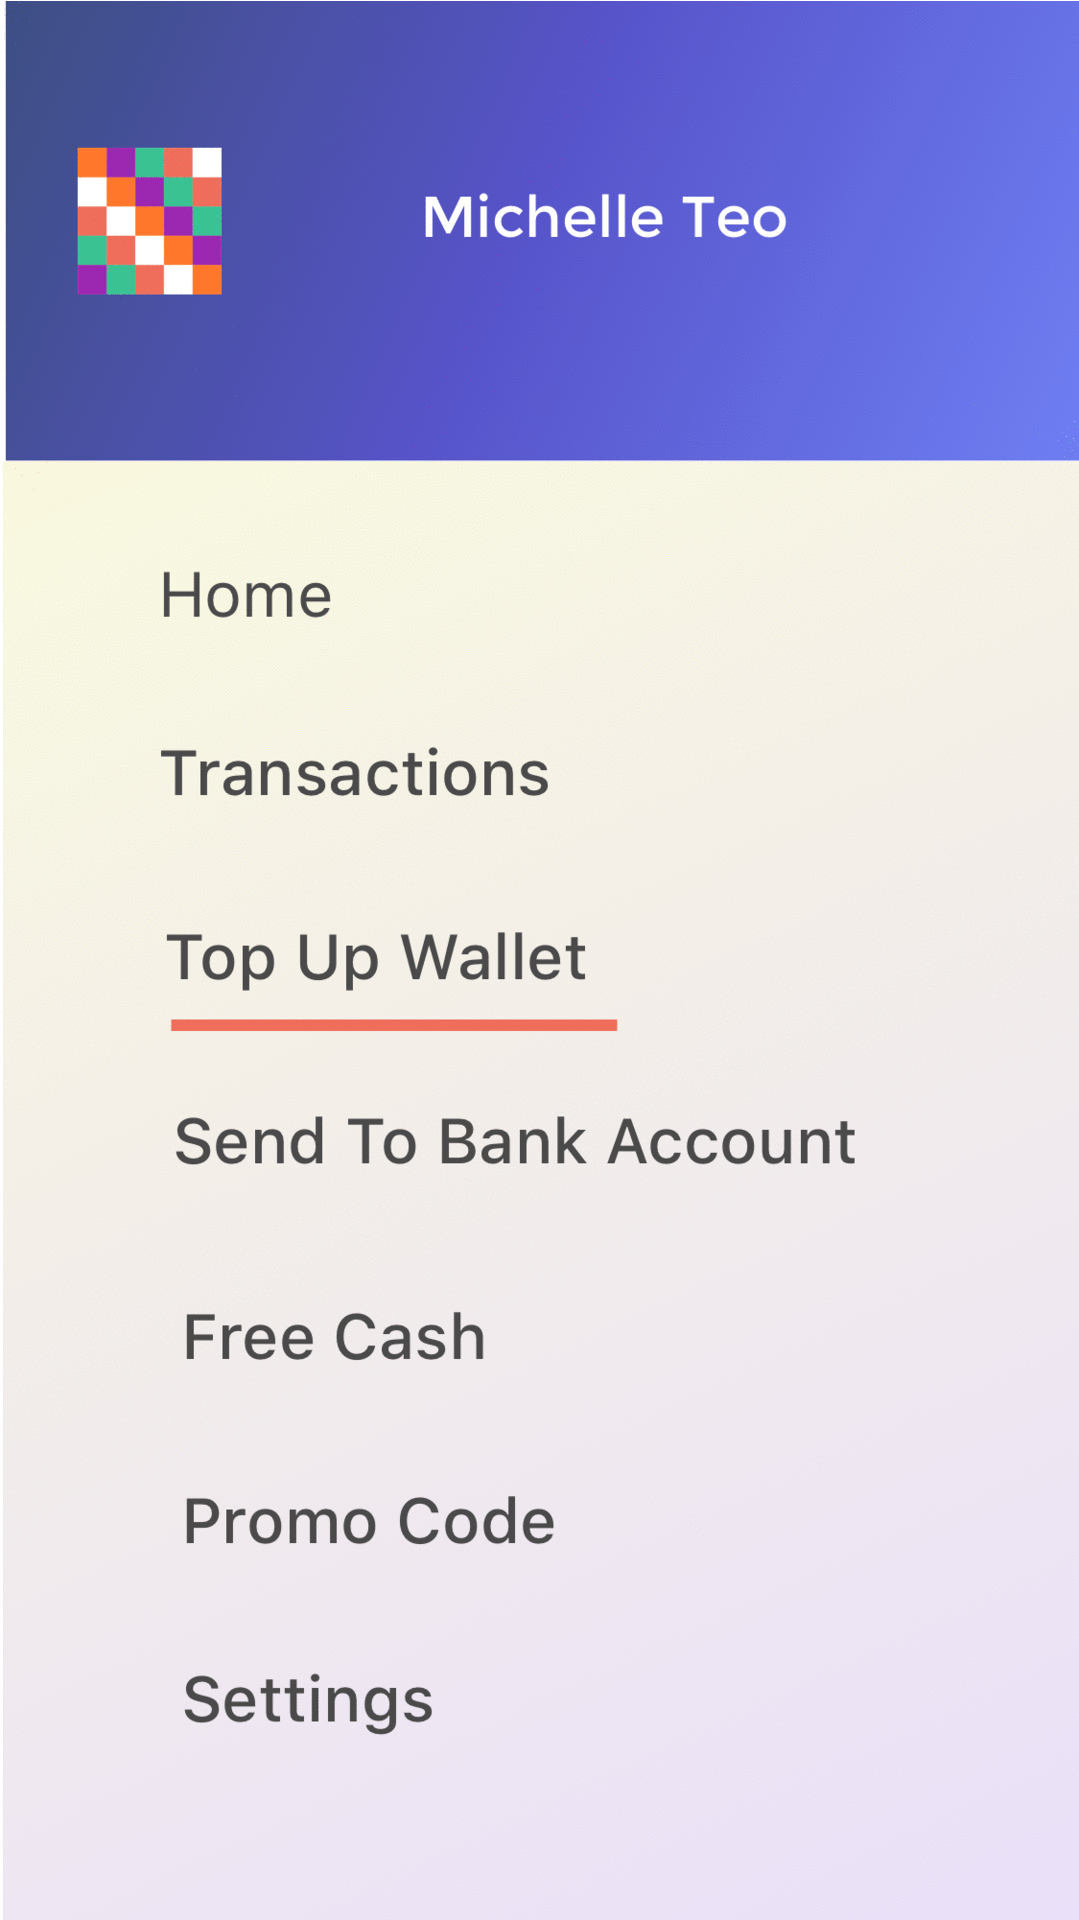 Michelle Teo
Home
Transactions
Top Up Wallet
Send To Bank Account
Free Cash
Promo Code
Settings